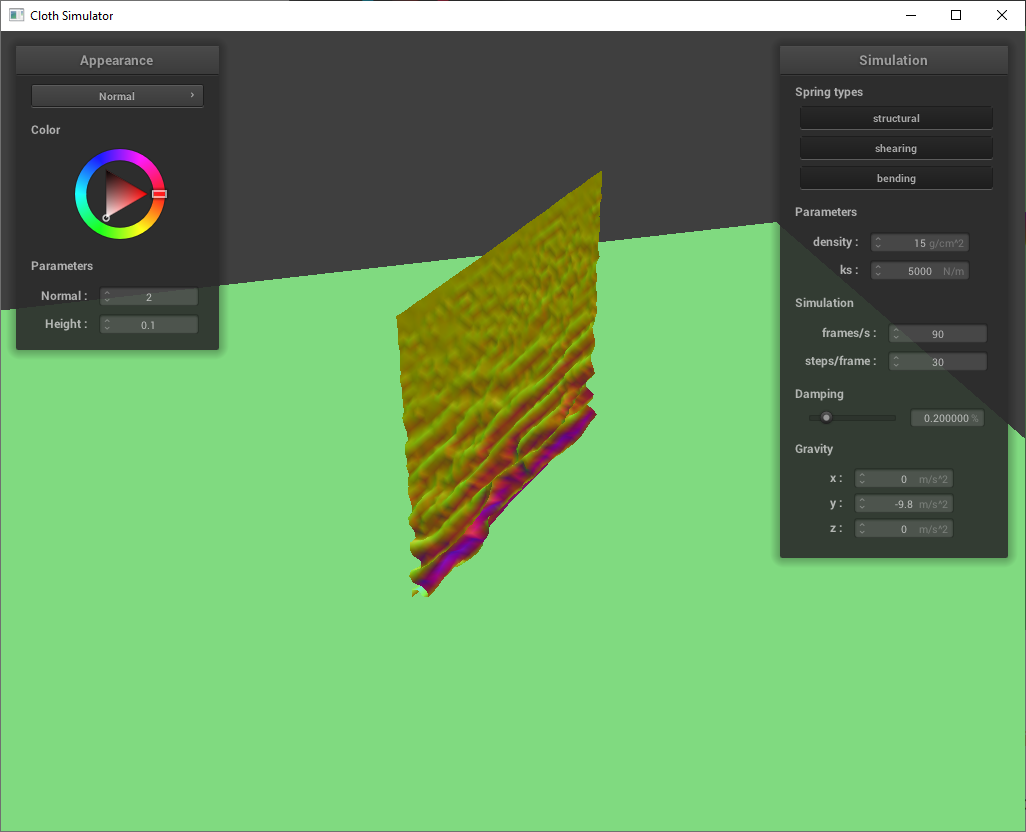 Cloth Simulator
Appearance
Normal
Color
Parameters
Normal : 2
Height : 0.1
Simulation
Spring types
structural
shearing
bending
Parameters
density : 15 g/cm^2
ks : 5000 N/m
Simulation
frames/s : 90
steps/frame : 30
Damping
0.200000 %
Gravity
x : 0 m/s^2
y : -9.8 m/s^2
z : 0 m/s^2